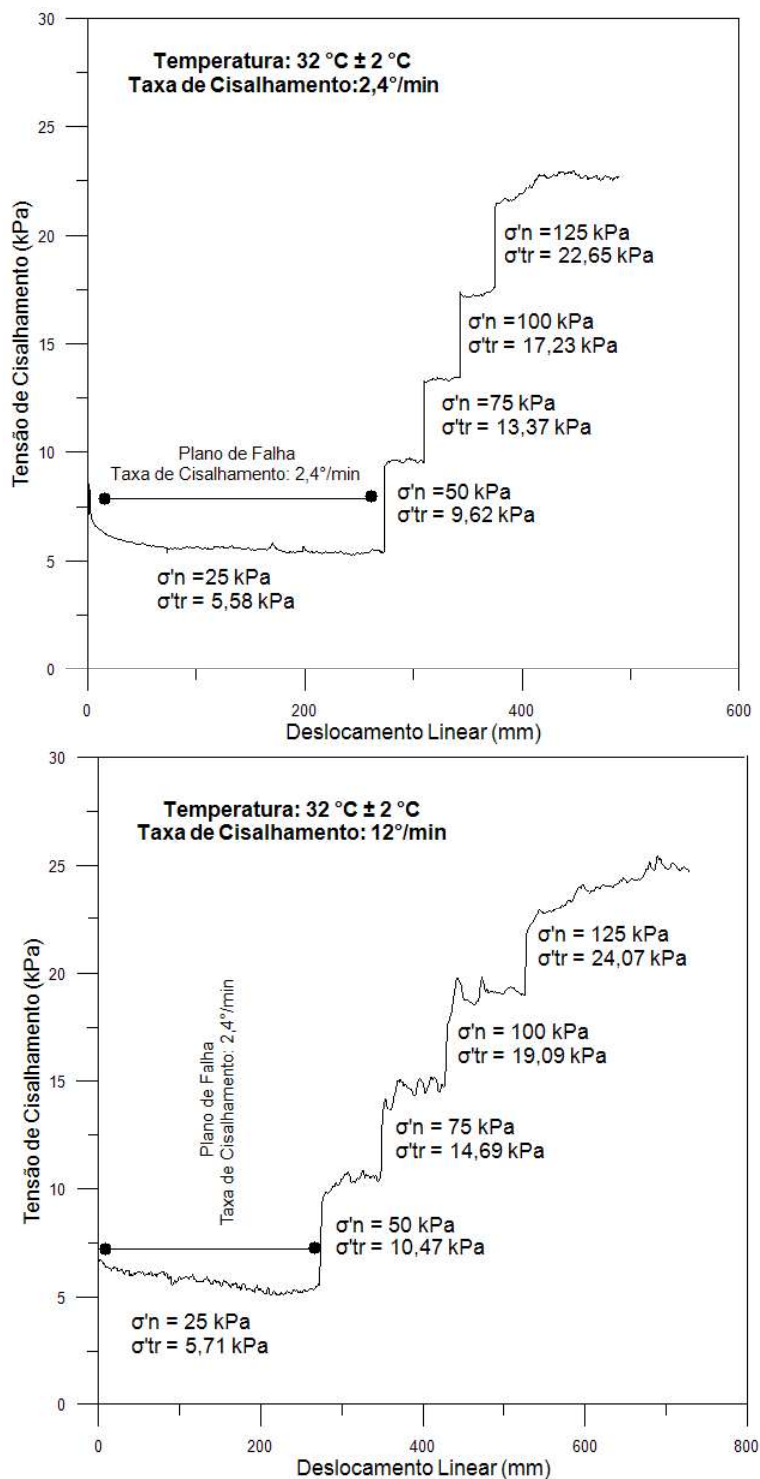 30
25
20
15
10
5
0
Tensão de Cisalhamento (kPa)
Temperatura: 32 °C ± 2 °C
Taxa de Cisalhamento:2,4°/min
σ'n =125 kPa
σ'tr = 22,65 kPa
σ'n =100 kPa
σ'tr = 17,23 kPa
σ'n =75 kPa
σ'tr = 13,37 kPa
Plano de Falha
Taxa de Cisalhamento: 2,4°/min
σ'n =50 kPa
σ'tr = 9,62 kPa
σ'n =25 kPa
σ'tr = 5,58 kPa
0
200
400
600
Deslocamento Linear (mm)
30
25
20
15
10
5
0
Tensão de Cisalhamento (kPa)
Temperatura: 32 °C ± 2 °C
Taxa de Cisalhamento: 12°/min
σ'n = 125 kPa
σ'tr = 24,07 kPa
σ'n = 100 kPa
σ'tr = 19,09 kPa
σ'n = 75 kPa
σ'tr = 14,69 kPa
Plano de Falha
Taxa de Cisalhamento: 2,4°/min
σ'n = 50 kPa
σ'tr = 10,47 kPa
σ'n = 25 kPa
σ'tr = 5,71 kPa
0
200
400
600
800
Deslocamento Linear (mm)